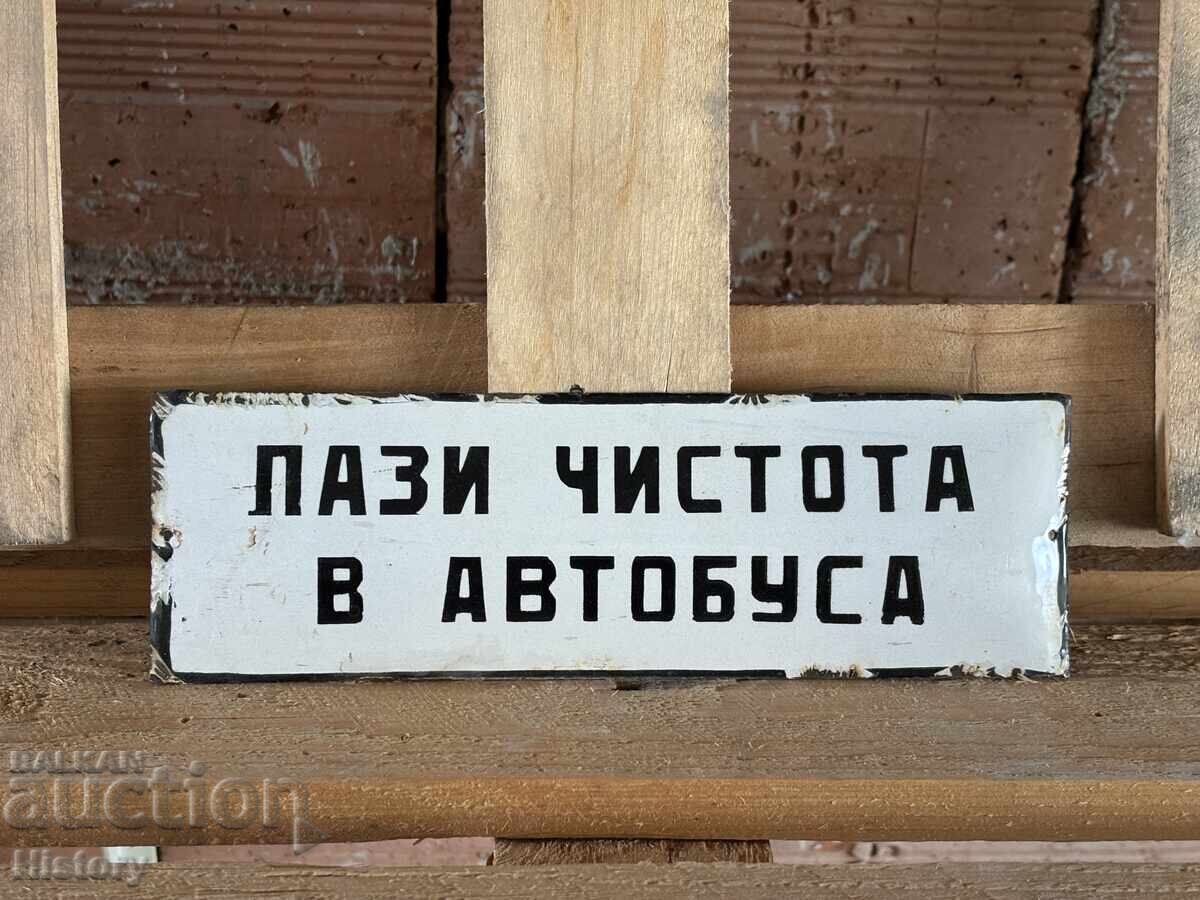 ПАЗИ ЧИСТОТА
В АВТОБУСА
BALKAN
auction
History